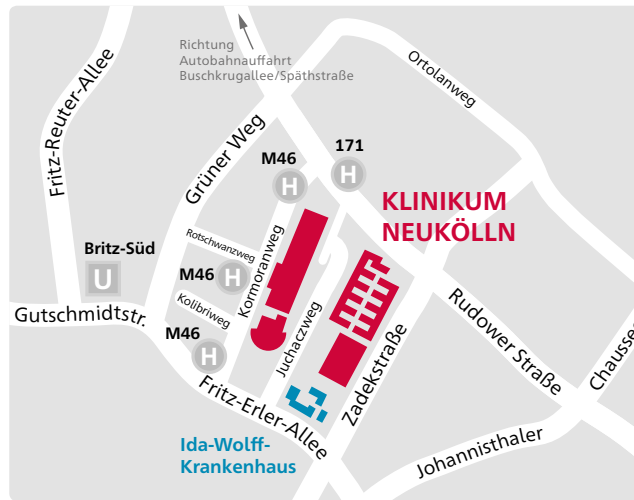 Richtung
Autobahnauffahrt
Buschkrugallee/Späthstraße
Ortolanweg
Fritz-Reuter-Allee
Grüner Weg
M46
H
171
H
KLINIKUM
NEUKÖLLN
Rotschwanzweg
Britz-Süd
U
M46
H
Kormoranweg
Kolibriweg
Gutschmidtstr.
Juchaczweg
M46
H
Rudower Straße
Chaussee
Zadekstraße
Fritz-Erler-Allee
Ida-Wolff-
Krankenhaus
Johannisthaler